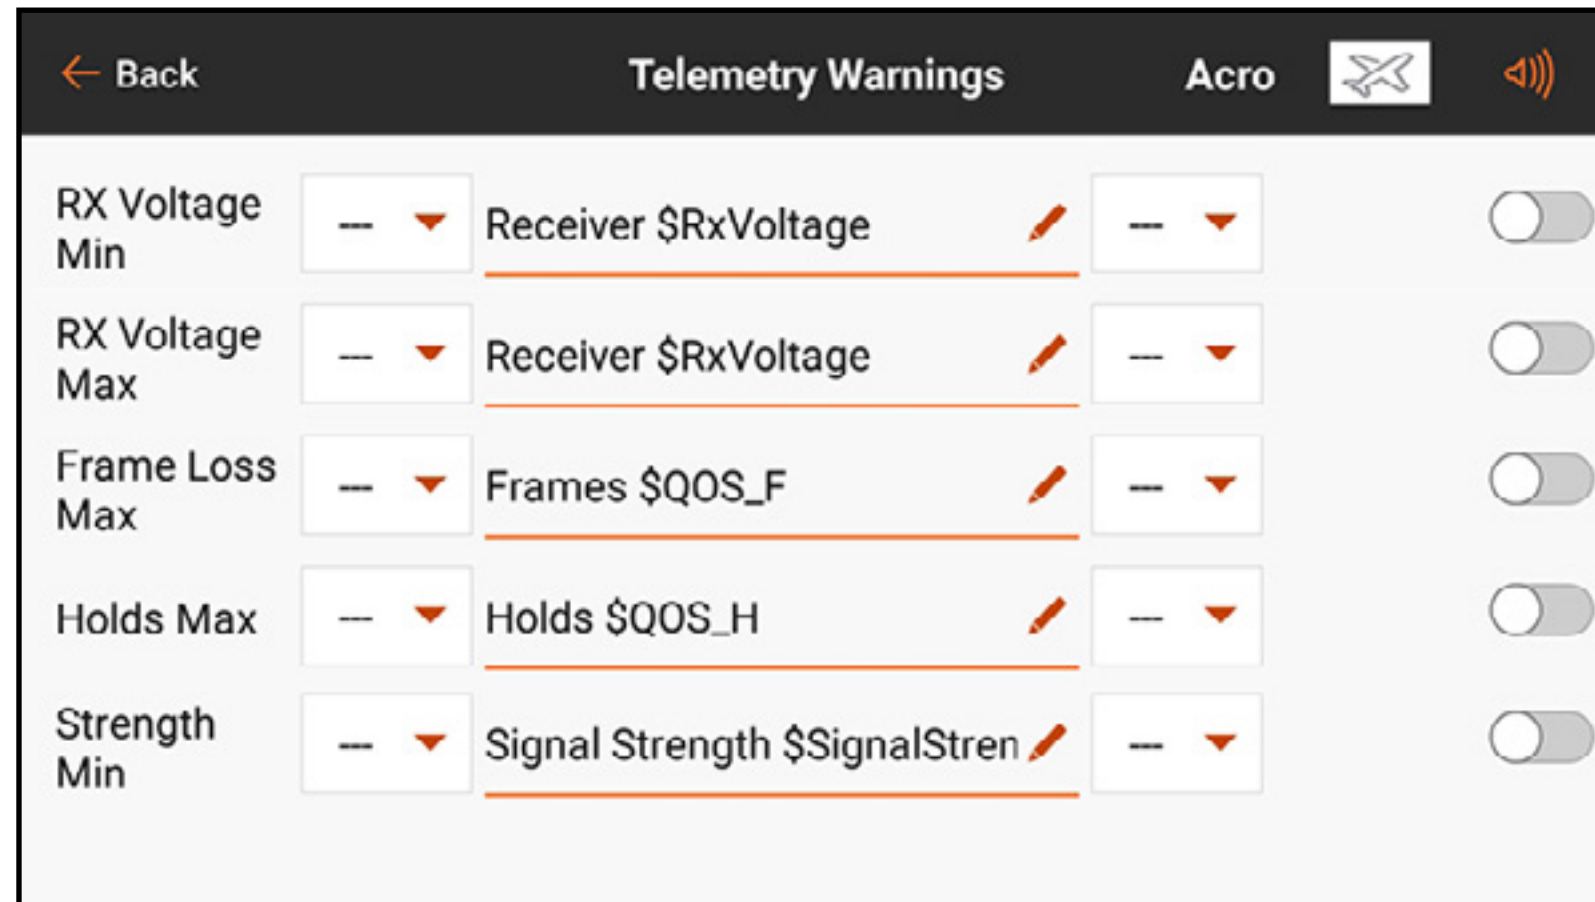 Back Telemetry Warnings Acro
RX Voltage
Min
--- Receiver $RxVoltage ---
RX Voltage
Max
--- Receiver $RxVoltage ---
Frame Loss
Max
--- Frames $QOS_F ---
Holds Max --- Holds $QOS_H ---
Strength
Min
--- Signal Strength $SignalStren ---